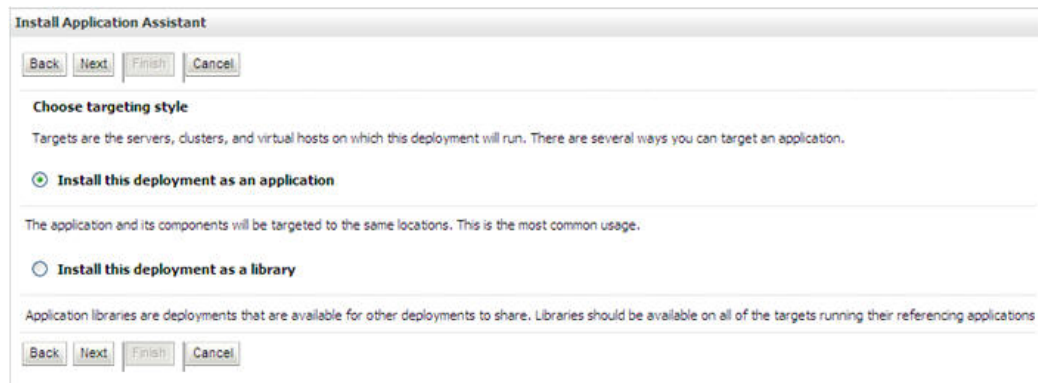 Install Application Assistant
Back Next Finish Cancel
Choose targeting style
Targets are the servers, clusters, and virtual hosts on which this deployment will run. There are several ways you can target an application.
Install this deployment as an application
The application and its components will be targeted to the same locations. This is the most common usage.
Install this deployment as a library
Application libraries are deployments that are available for other deployments to share. Libraries should be available on all of the targets running their referencing applications
Back Next Finish Cancel